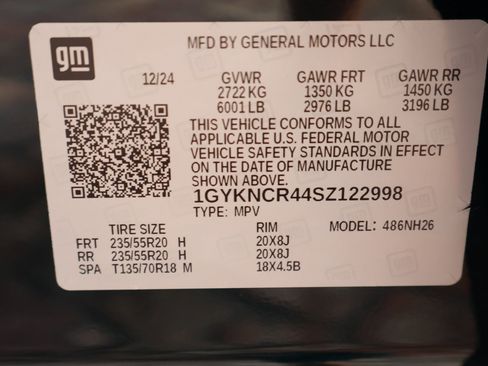 gm
MFD BY GENERAL MOTORS LLC
12/24 GVWR GAWR FRT GAWR RR
2722 KG 1350 KG 1450 KG
6001 LB 2976 LB 3196 LB
THIS VEHICLE CONFORMS TO ALL
APPLICABLE U.S. FEDERAL MOTOR
VEHICLE SAFETY STANDARDS IN EFFECT
ON THE DATE OF MANUFACTURE
SHOWN ABOVE.
1GYKNCR44SZ122998
TYPE: MPV
TIRE SIZE RIM MODEL: 486NH26
FRT 235/55R20 H 20X8J
RR 235/55R20 H 20X8J
SPA T135/70R18 M 18X4.5B